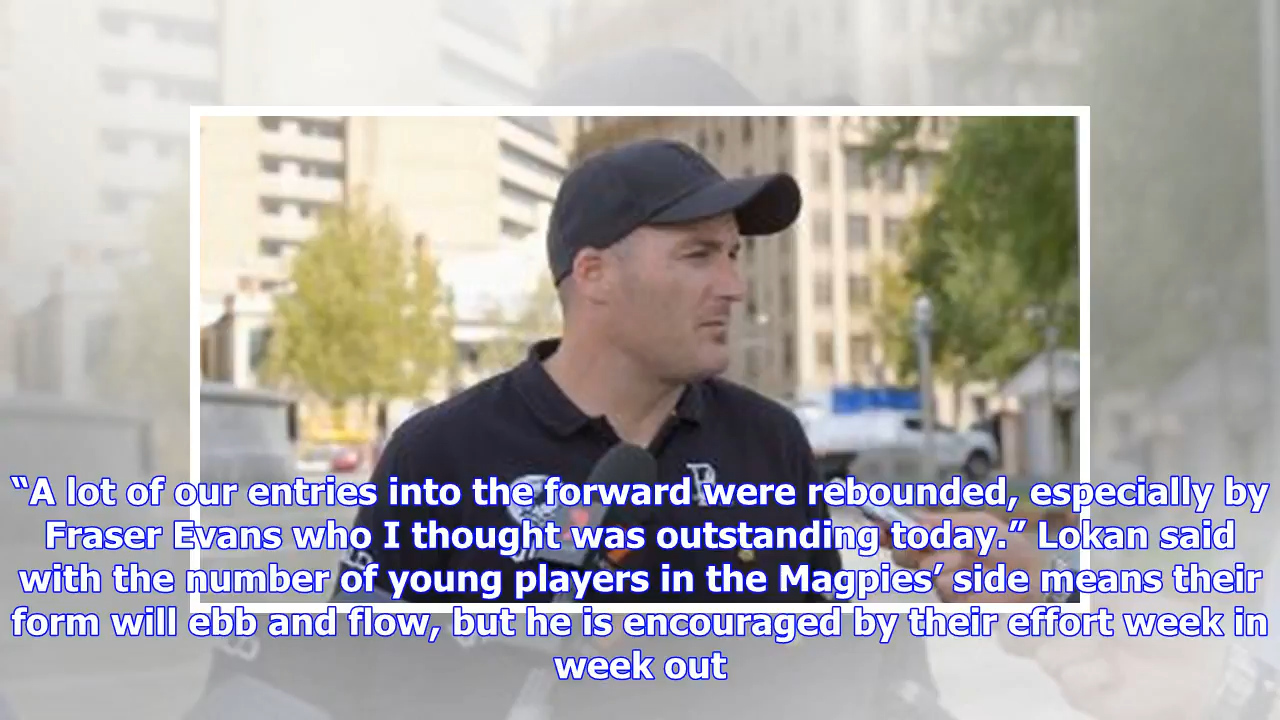 “A lot of our entries into the forward were rebounded, especially by
Fraser Evans who I thought was outstanding today.” Lokan said
with the number of young players in the Magpies’ side means their
form will ebb and flow, but he is encouraged by their effort week in
week out